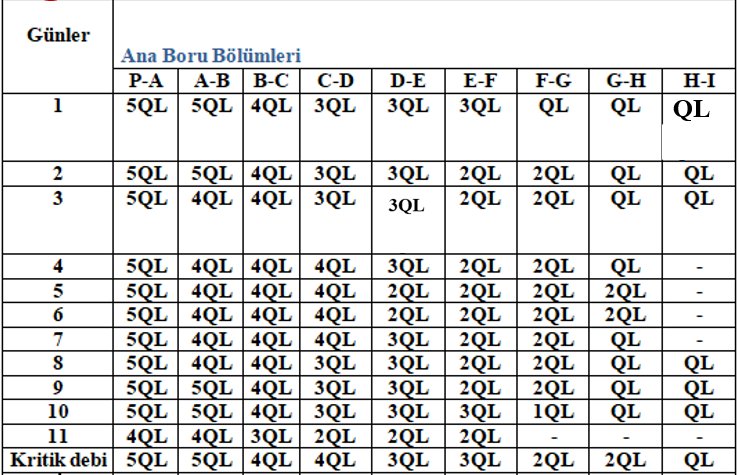 Günler
Ana Boru Bölümleri
P-A A-B B-C C-D D-E E-F F-G G-H H-I
1 5QL 5QL 4QL 3QL 3QL 3QL QL QL QL
2 5QL 5QL 4QL 3QL 3QL 2QL 2QL QL QL
3 5QL 4QL 4QL 3QL 3QL 2QL 2QL QL QL
4 5QL 4QL 4QL 4QL 3QL 2QL 2QL QL -
5 5QL 4QL 4QL 4QL 2QL 2QL 2QL 2QL -
6 5QL 4QL 4QL 4QL 2QL 2QL 2QL 2QL -
7 5QL 4QL 4QL 4QL 3QL 2QL 2QL QL -
8 5QL 4QL 4QL 3QL 3QL 2QL 2QL QL QL
9 5QL 5QL 4QL 3QL 3QL 2QL 2QL QL QL
10 5QL 5QL 4QL 3QL 3QL 3QL 1QL QL QL
11 4QL 4QL 3QL 2QL 2QL 2QL - - -
Kritik debi 5QL 5QL 4QL 4QL 3QL 3QL 2QL 2QL QL